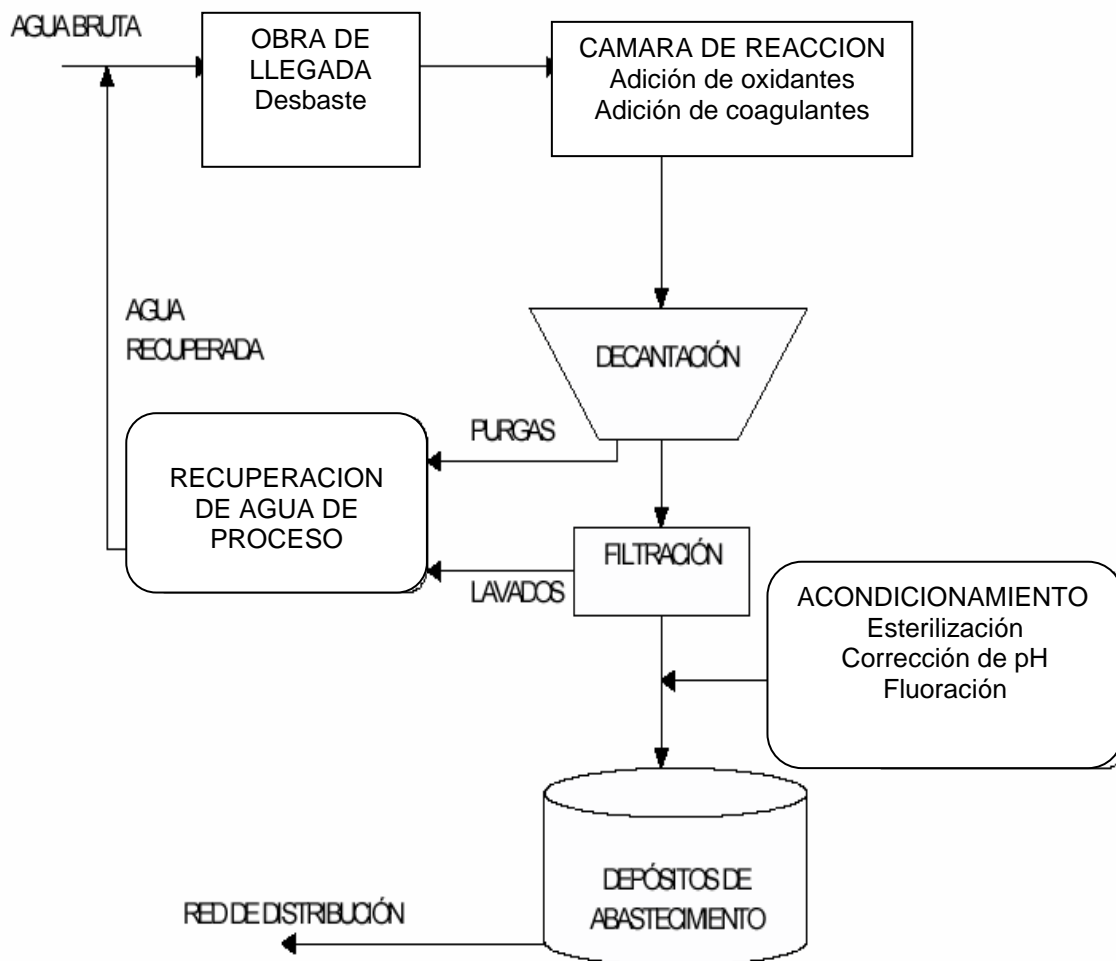 AGUA BRUTA
OBRA DE
LLEGADA
Desbaste
CAMARA DE REACCION
Adición de oxidantes
Adición de coagulantes
AGUA
RECUPERADA
DECANTACIÓN
PURGAS
RECUPERACION
DE AGUA DE
PROCESO
FILTRACIÓN
LAVADOS
ACONDICIONAMIENTO
Esterilización
Corrección de pH
Fluoración
DEPÓSITOS DE
ABASTECIMIENTO
RED DE DISTRIBUCIÓN